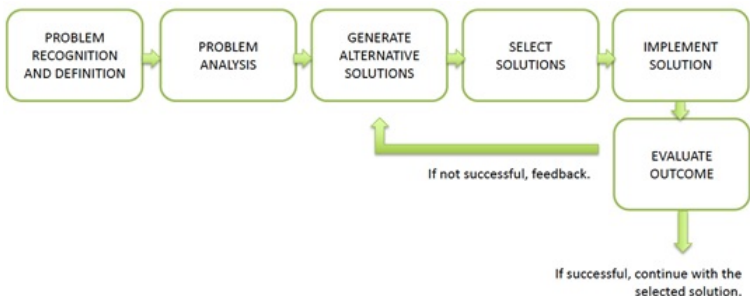 PROBLEM
RECOGNITION
AND DEFINITION
PROBLEM
ANALYSIS
GENERATE
ALTERNATIVE
SOLUTIONS
SELECT
SOLUTIONS
IMPLEMENT
SOLUTION
EVALUATE
OUTCOME
If not successful, feedback.
If successful, continue with the
selected solution.